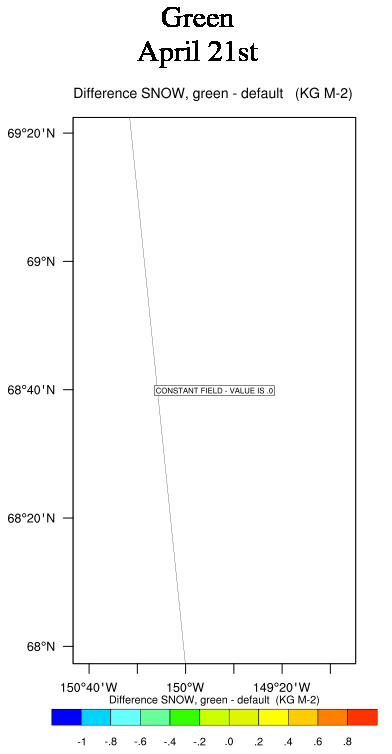 Green
April 21st
Difference SNOW, green - default (KG M-2)
69°20'N
69°N
68°40'N
CONSTANT FIELD - VALUE IS .0
68°20'N
68°N
150°40'W 150°W 149°20'W
Difference SNOW, green - default (KG M-2)
-1 -.8 -.6 -.4 -.2 .0 .2 .4 .6 .8